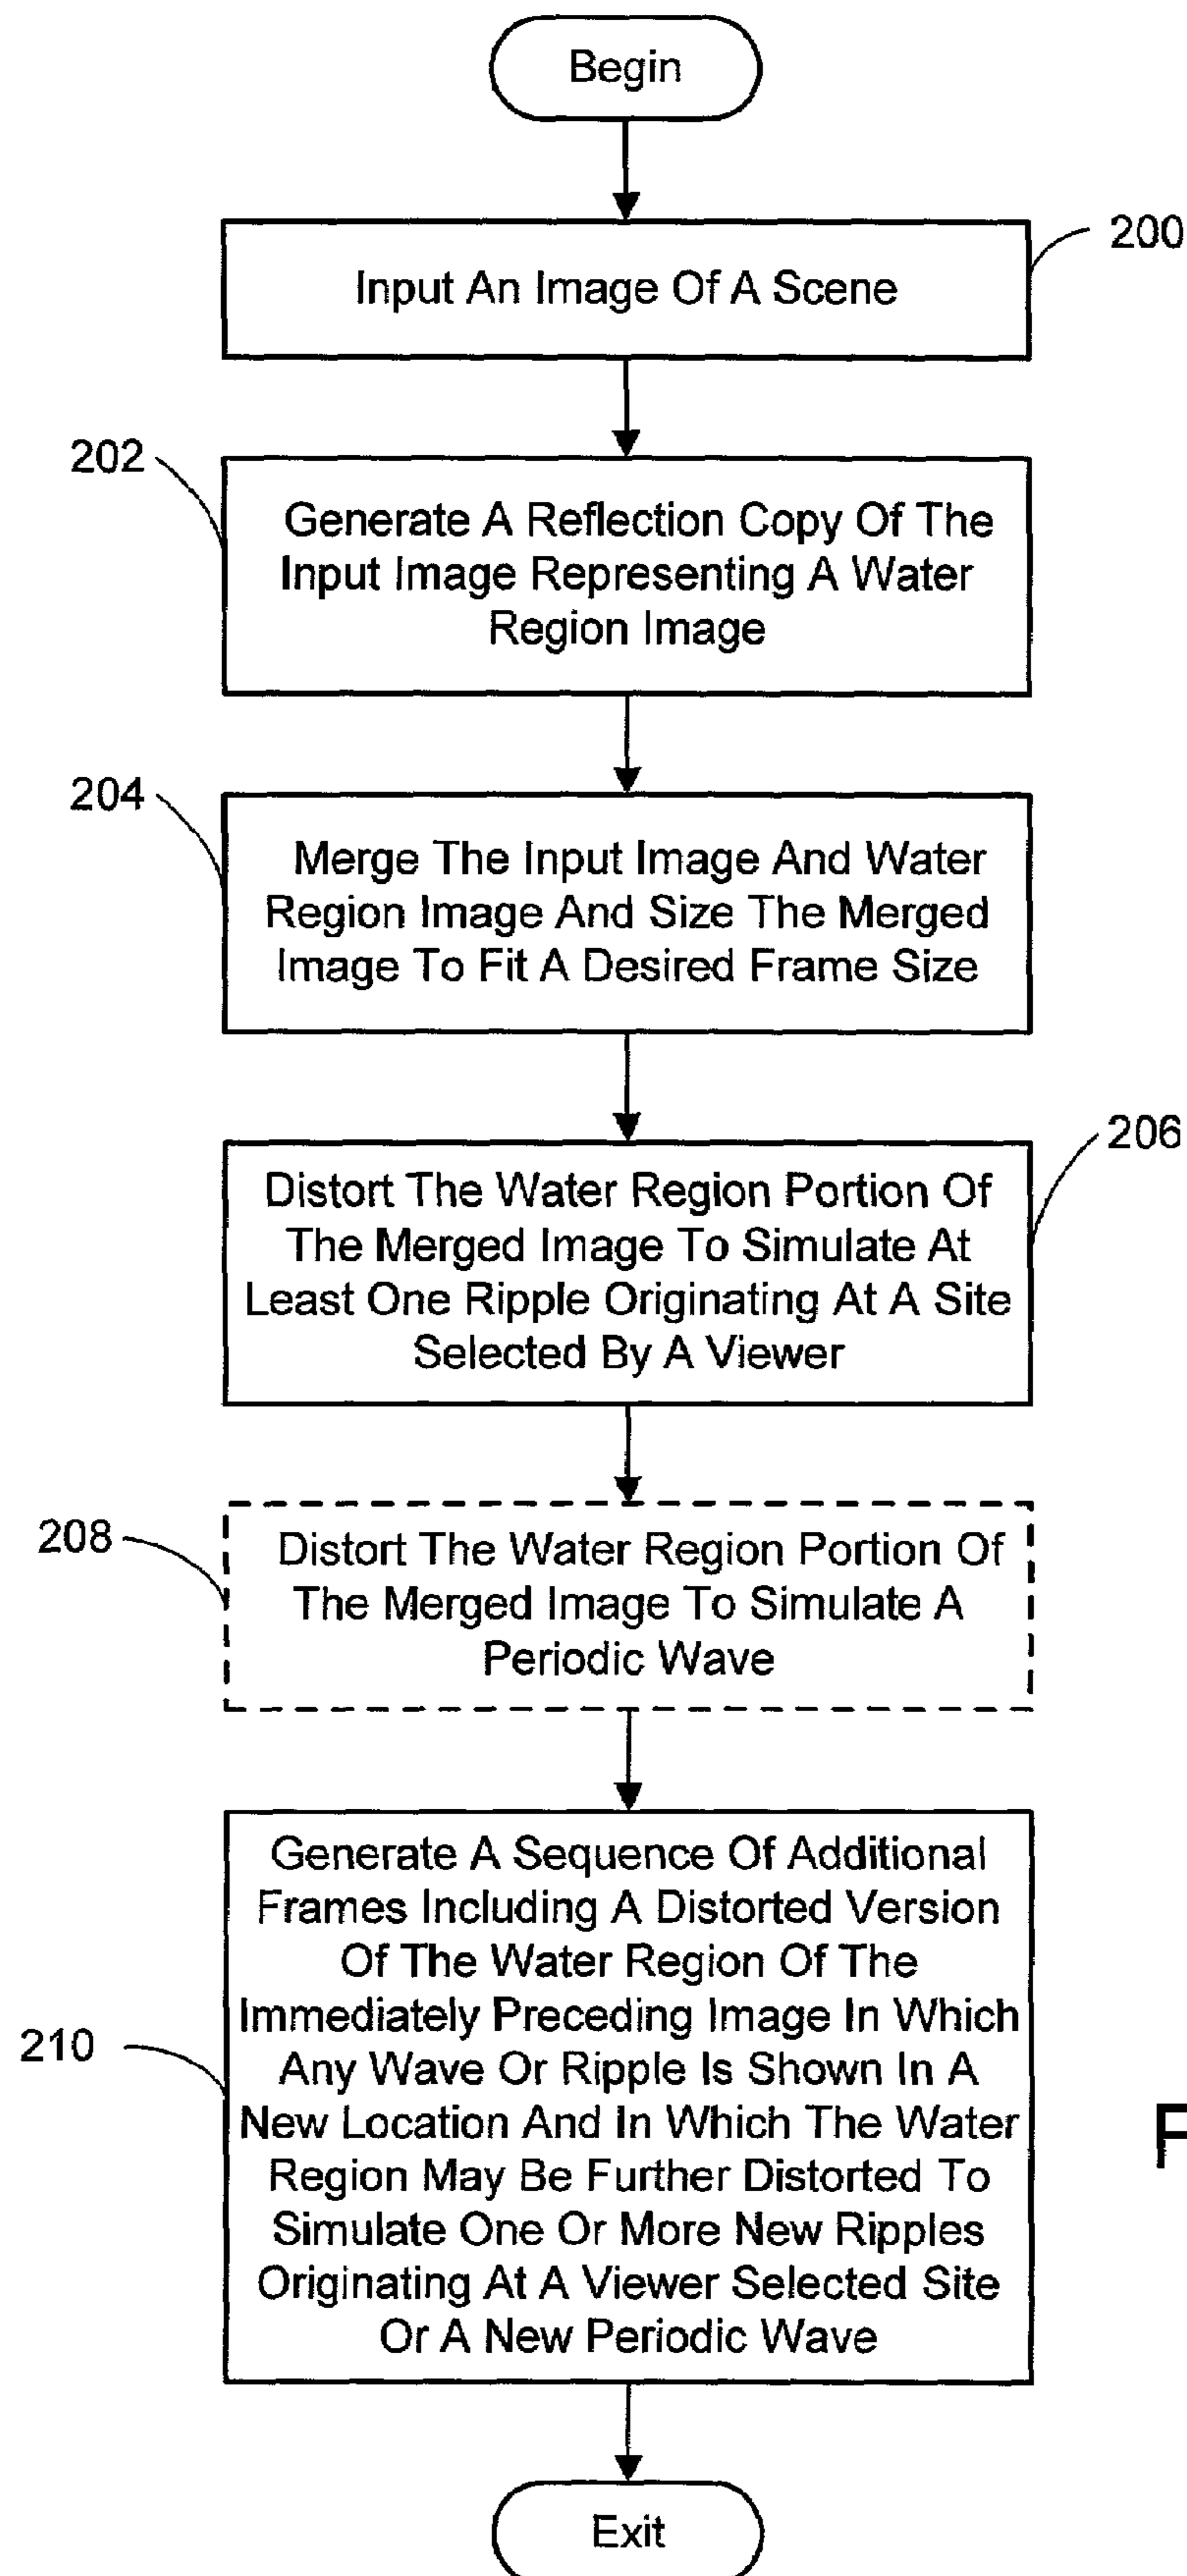 Begin
200
Input An Image Of A Scene
202
Generate A Reflection Copy Of The
Input Image Representing A Water
Region Image
204
Merge The Input Image And Water
Region Image And Size The Merged
Image To Fit A Desired Frame Size
206
Distort The Water Region Portion Of
The Merged Image To Simulate At
Least One Ripple Originating At A Site
Selected By A Viewer
208
Distort The Water Region Portion Of
The Merged Image To Simulate A
Periodic Wave
210
Generate A Sequence Of Additional
Frames Including A Distorted Version
Of The Water Region Of The
Immediately Preceding Image In Which
Any Wave Or Ripple Is Shown In A
New Location And In Which The Water
Region May Be Further Distorted To
Simulate One Or More New Ripples
Originating At A Viewer Selected Site
Or A New Periodic Wave
F
Exit